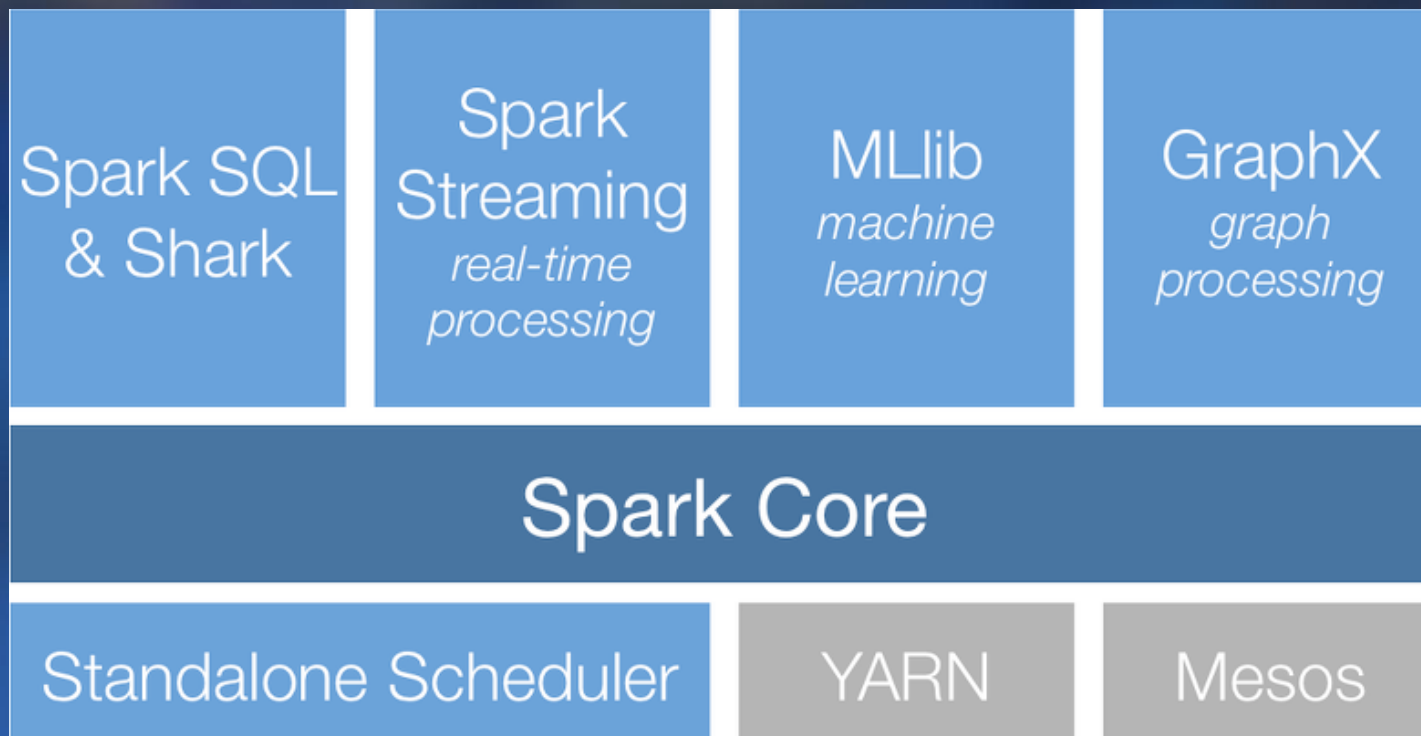 Spark SQL
& Shark
Spark
Streaming
real-time
processing
MLlib
machine
learning
GraphX
graph
processing
Spark Core
Standalone Scheduler
YARN
Mesos